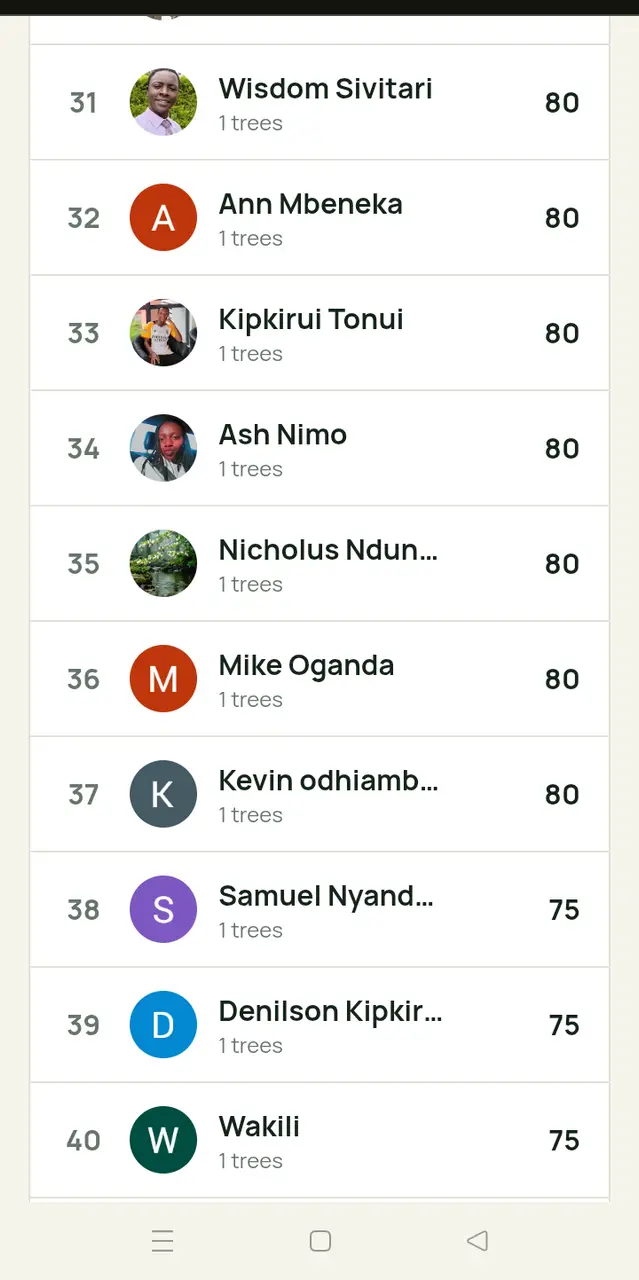 31
Wisdom Sivitari
80
1 trees
32
A
Ann Mbeneka
80
1 trees
33
Kipkirui Tonui
80
1 trees
34
Ash Nimo
80
1 trees
35
Nicholus Ndun...
80
1 trees
36
M
Mike Oganda
80
1 trees
37
K
Kevin odhiamb...
80
1 trees
38
S
Samuel Nyand...
75
1 trees
39
D
Denilson Kipkir...
75
1 trees
40
W
Wakili
75
1 trees